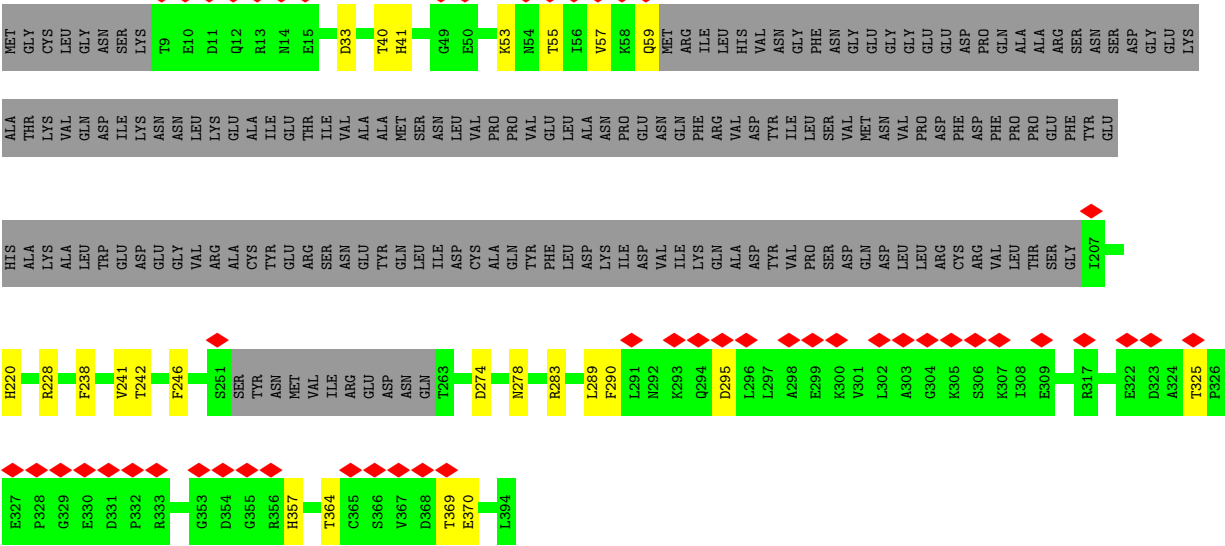 MET GLY CYS LEU GLY ASN SER LYS T9 E10 D11 Q12 R13 N14 E15 D33 T40 H41 G49 E50 K53 N54 T55 I56 V57 K58 Q59 MET ARG ILE LEU HIS VAL ASN GLY PHE ASN GLY GLU GLY GLY GLU GLU ASP PRO GLN ALA ALA ARG SER ASN SER ASP GLY GLU LYS
ALA THR LYS VAL GLN ASP ILE LYS ASN ASN LEU LYS GLU ALA ILE GLU THR ILE VAL ALA ALA MET SER ASN LEU VAL PRO PRO VAL GLU LEU ALA ASN PRO GLU ASN GLN PHE ARG VAL ASP TYR ILE LEU SER VAL MET ASN VAL PRO ASP PHE ASP PHE PRO PRO GLU PHE TYR GLU
HIS ALA LYS ALA LEU TRP GLU ASP GLU GLY VAL ARG ALA CYS TYR GLU ARG SER ASN GLU TYR GLN LEU ILE ASP CYS ALA GLN TYR PHE LEU ASP LYS ILE ASP VAL ILE LYS GLN ALA ASP TYR VAL PRO SER ASP GLN ASP LEU LEU ARG CYS ARG VAL LEU THR SER GLY I207
H220 R228 F238 V241 T242 F246 S251 SER TYR ASN MET VAL ILE ARG GLU ASP ASN GLN T263 D274 N278 R283 L289 F290 L291 N292 K293 Q294 D295 L296 L297 A298 E299 K300 V301 L302 A303 G304 K305 S306 K307 I308 E309 R317 E322 D323 A324 T325 P326
E327 P328 G329 E330 D331 P332 R333 G353 D354 G355 R356 H357 T364 C365 S366 V367 D368 T369 E370 L394